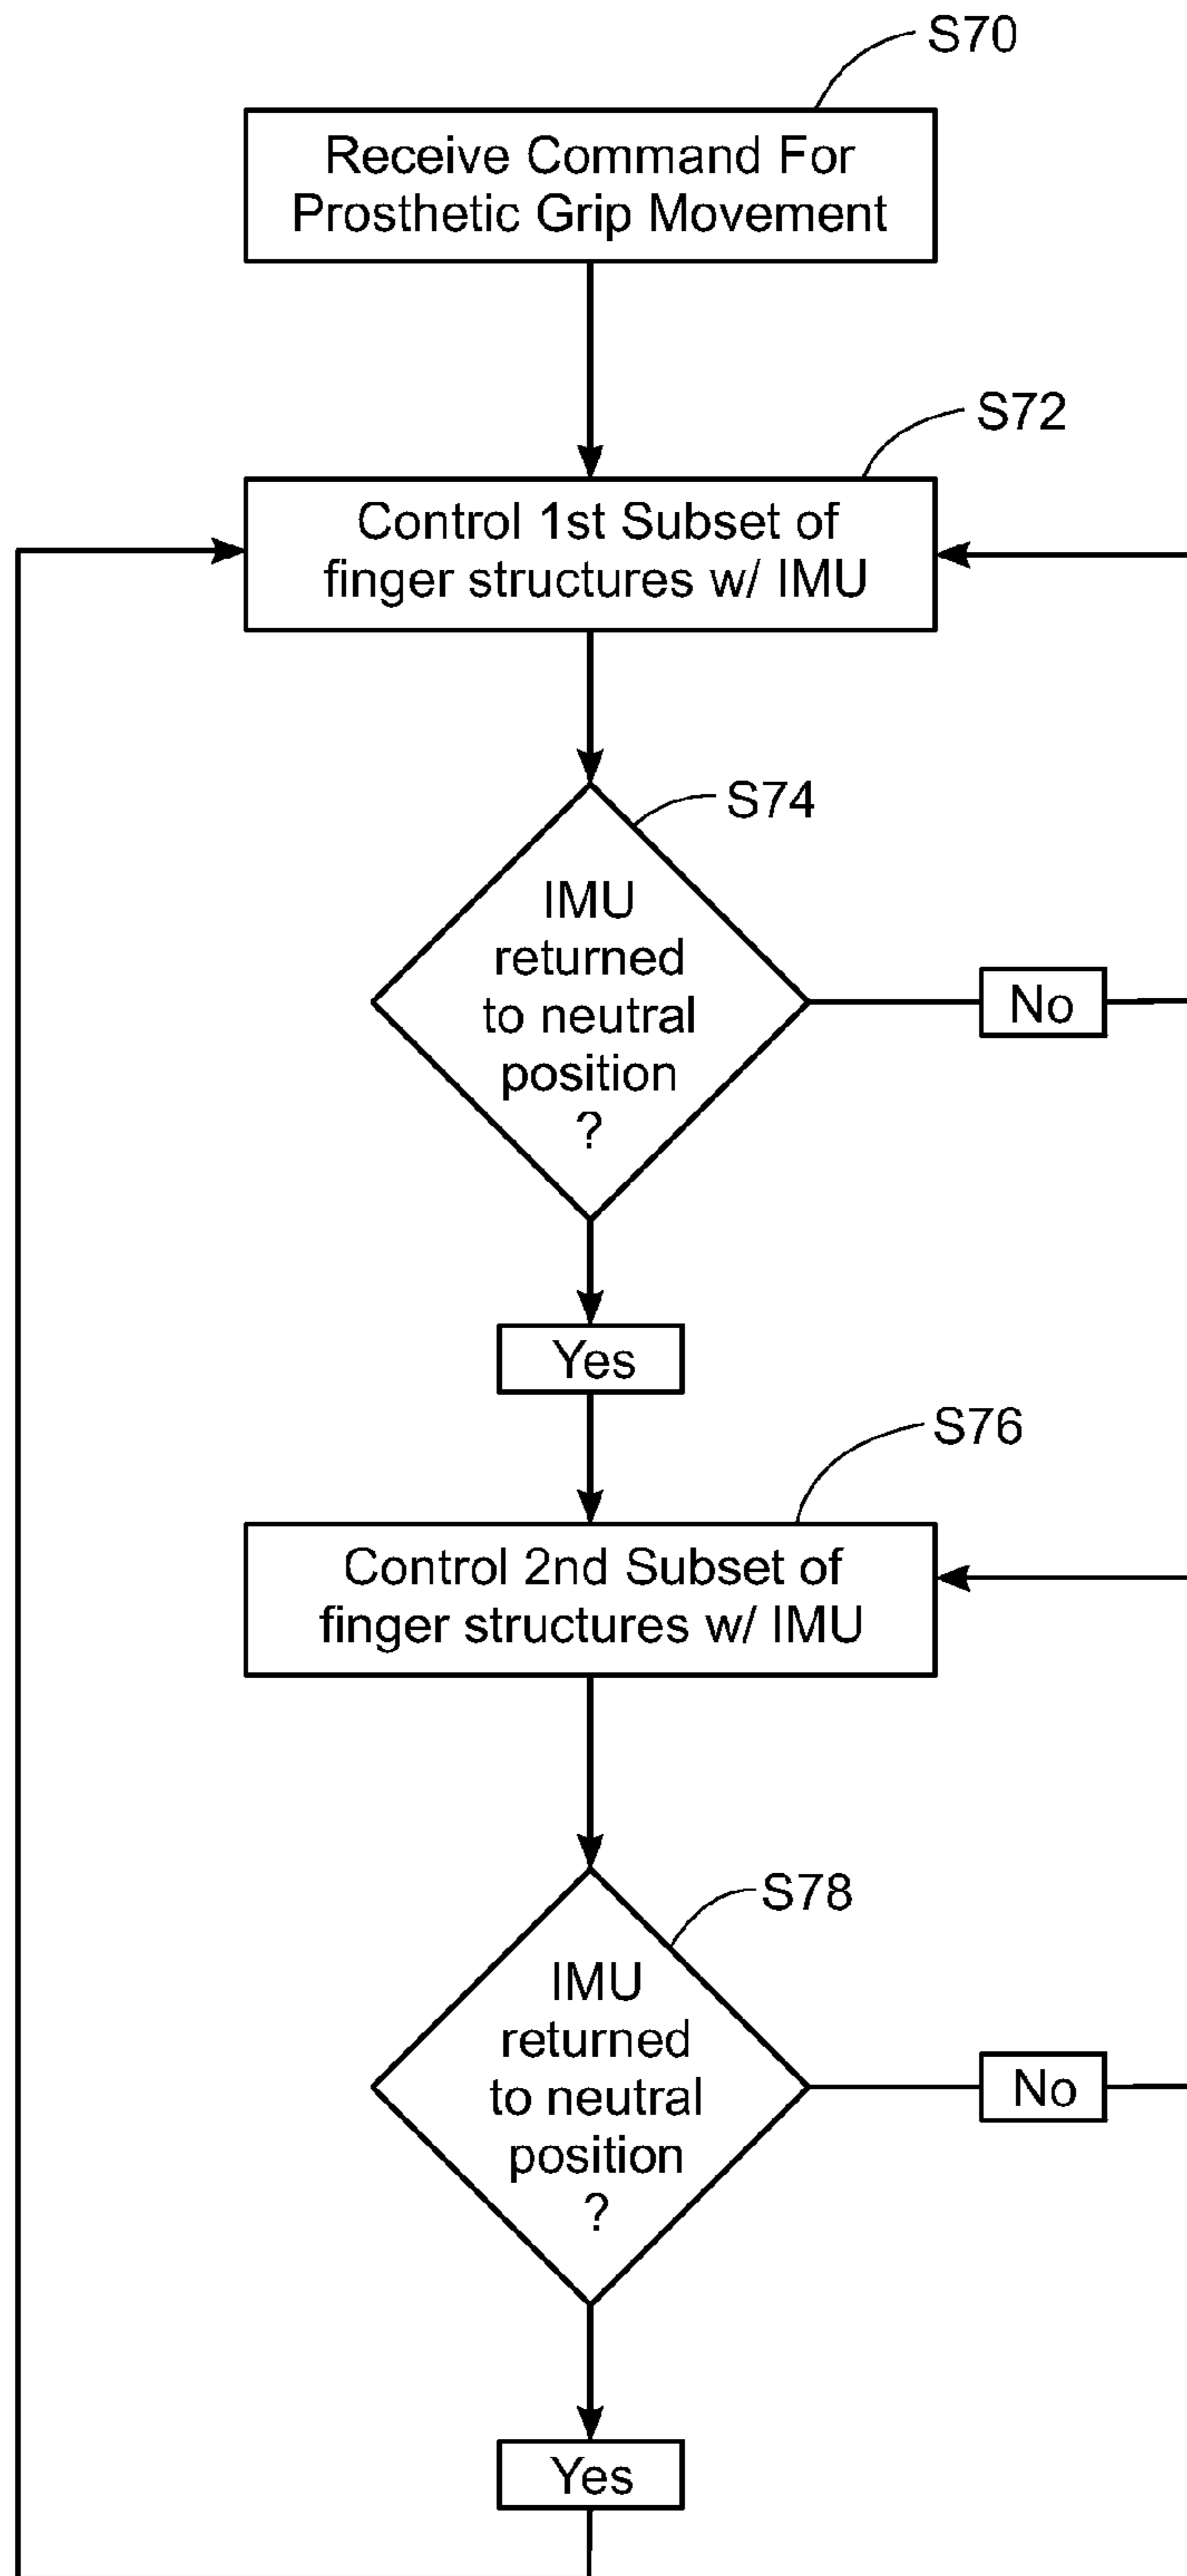 S70
Receive Command For
Prosthetic Grip Movement
S72
Control 1st Subset of
finger structures w/ IMU
S74
IMU
returned
to neutral
position
?
No
Yes
S76
Control 2nd Subset of
finger structures w/ IMU
S78
IMU
returned
to neutral
position
?
No
Yes